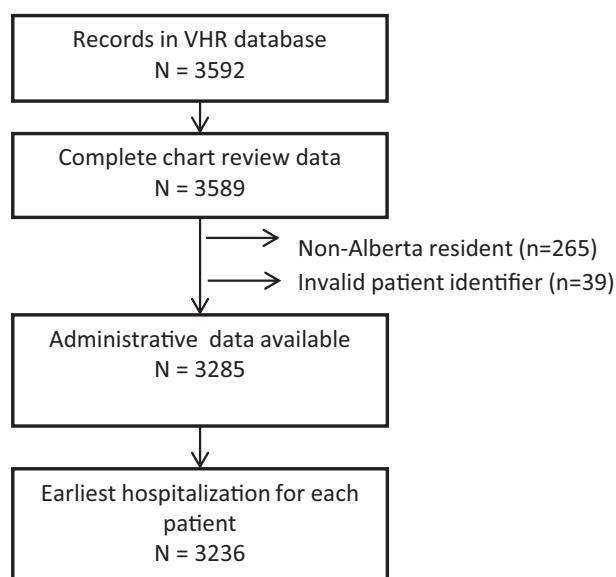 Records in VHR database
N = 3592
Complete chart review data
N = 3589
Non-Alberta resident (n=265)
Invalid patient identifier (n=39)
Administrative data available
N = 3285
Earliest hospitalization for each
patient
N = 3236